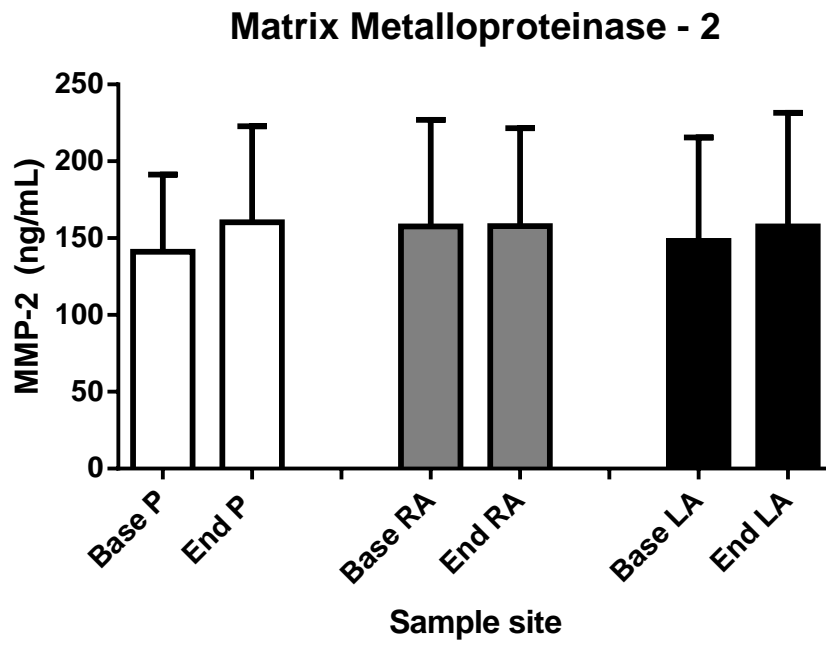 Matrix Metalloproteinase - 2
MMP-2 (ng/mL)
250
200
150
100
50
0
Base P
End P
Base RA
End RA
Base LA
End LA
Sample site